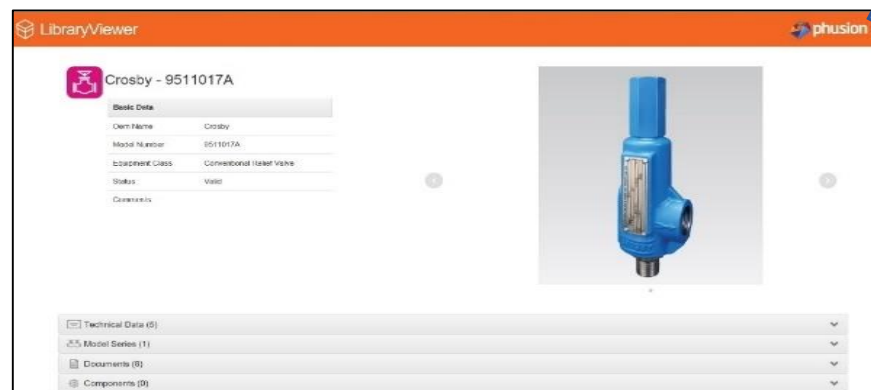 LibraryViewer
phusion
Crosby - 9511017A
Basic Data
Oem Name Crosby
Model Number 9511017A
Equipment Class Conventional Relief Valve
Status Valid
Comments
Technical Data (5)
Model Series (1)
Documents (6)
Components (0)